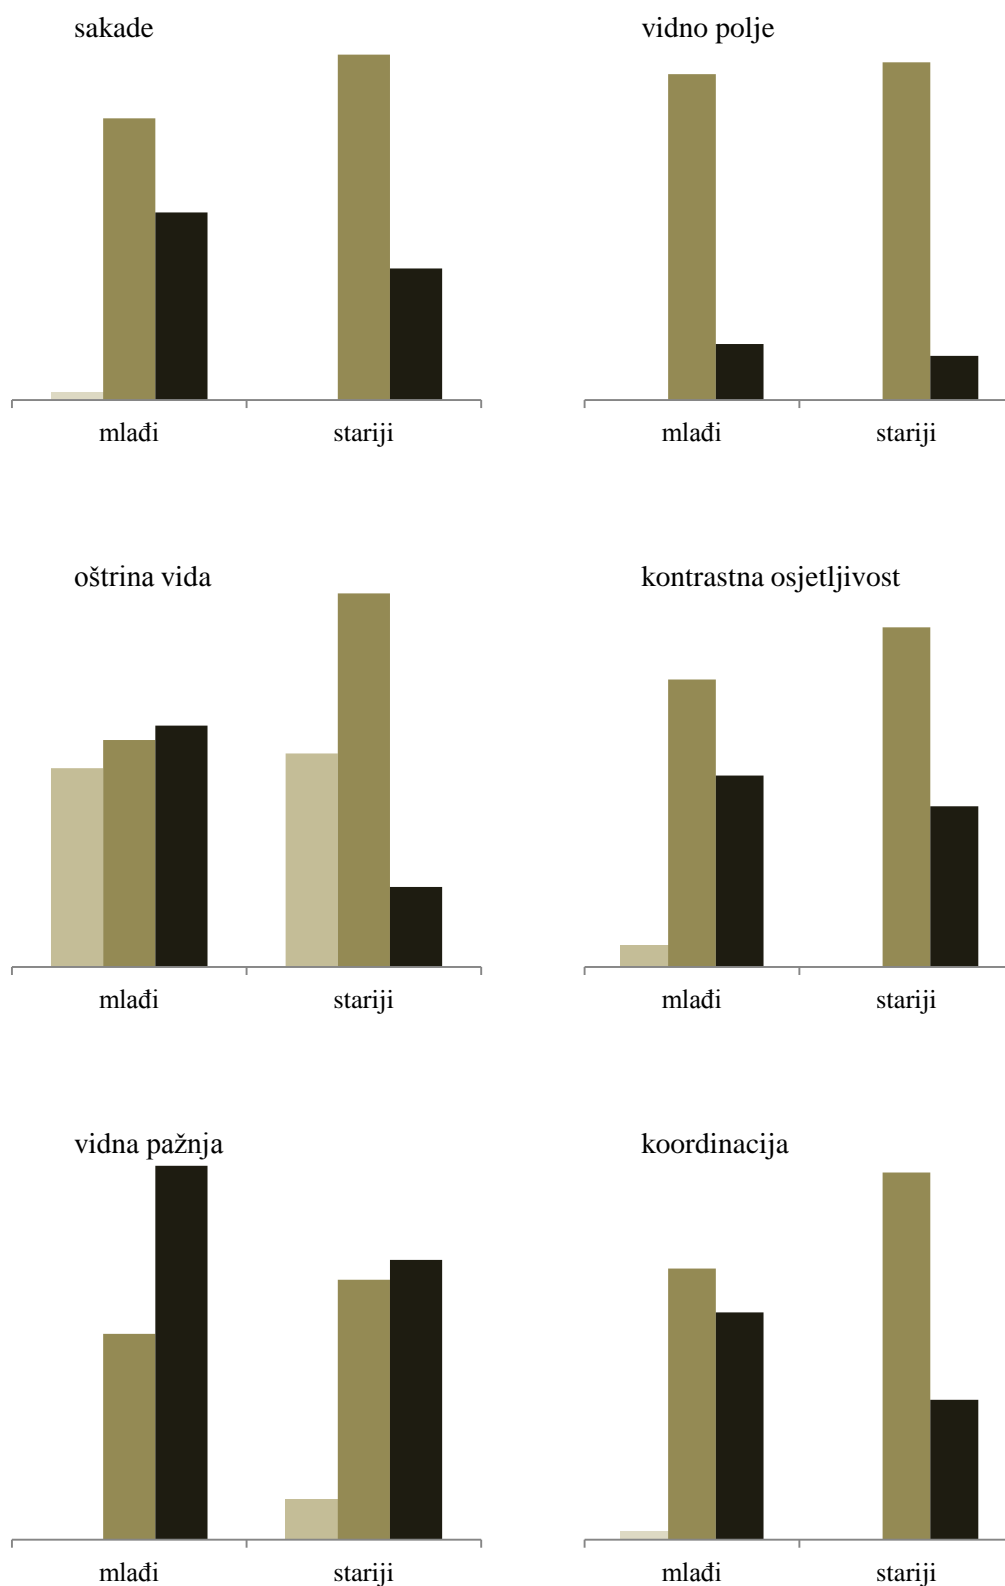 sakade
mlađi stariji
vidno polje
mlađi stariji
oštrina vida
mlađi stariji
kontrastna osjetljivost
mlađi stariji
vidna pažnja
mlađi stariji
koordinacija
mlađi stariji